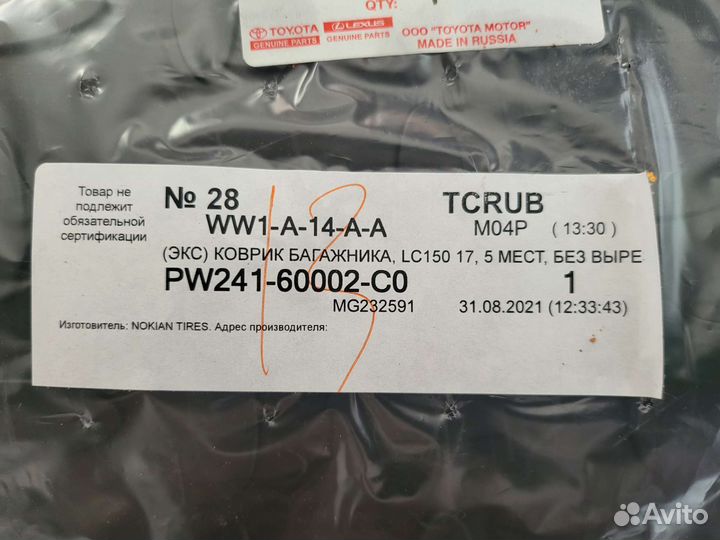 QTY:
TOYOTA
GENUINE PARTS
LEXUS
GENUINE PARTS
ООО "TOYOTA MOTOR"
MADE IN RUSSIA
Товар не
подлежит
обязательной
сертификации
№ 28
WW1-A-14-A-A
TCRUB
M04P ( 13:30 )
(ЭКС) КОВРИК БАГАЖНИКА, LC150 17, 5 МЕСТ, БЕЗ ВЫРЕ
PW241-60002-C0 1
MG232591 31.08.2021 (12:33:43)
Изготовитель: NOKIAN TIRES. Адрес производителя:
13
Avito